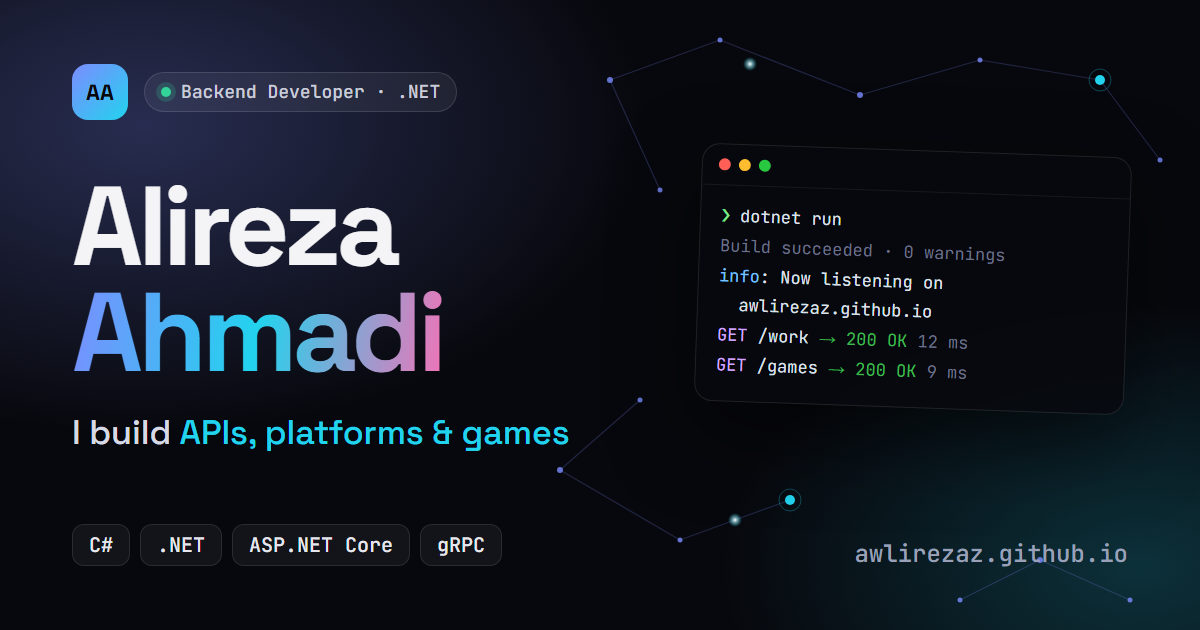 AA
Backend Developer · .NET
Alireza
Ahmadi
I build APIs, platforms & games
C#
.NET
ASP.NET Core
gRPC
❯ dotnet run
Build succeeded · 0 warnings
info: Now listening on
awlirezaz.github.io
GET /work → 200 OK 12 ms
GET /games → 200 OK 9 ms
awlirezaz.github.io